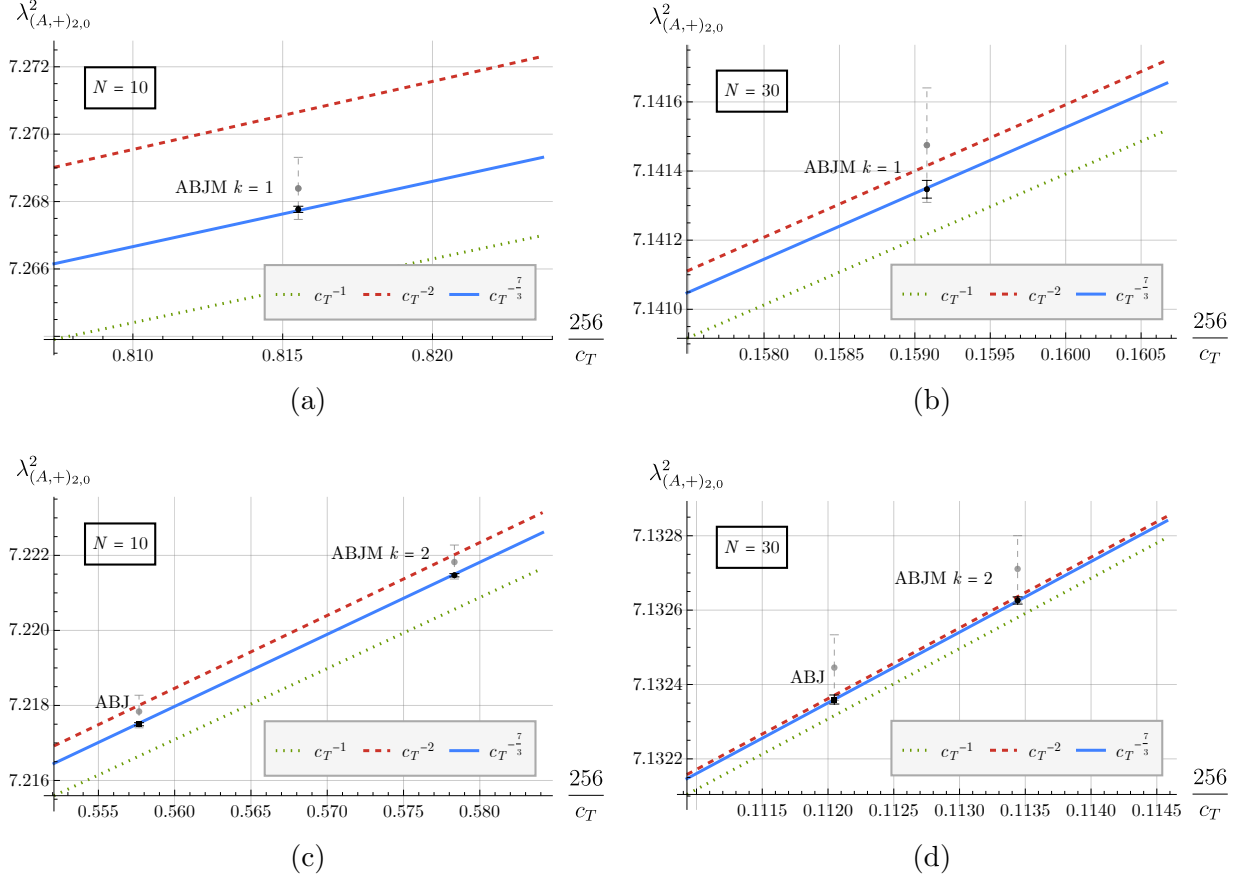 λ²_{(A,+)_{2,0}}
7.272
7.270
7.268
7.266
N = 10
ABJM k = 1
c_T^{-1} c_T^{-2} c_T^{-7/3}
0.810 0.815 0.820
256/c_T
(a)
λ²_{(A,+)_{2,0}}
7.1416
7.1414
7.1412
7.1410
N = 30
ABJM k = 1
c_T^{-1} c_T^{-2} c_T^{-7/3}
0.1580 0.1585 0.1590 0.1595 0.1600 0.1605
256/c_T
(b)
λ²_{(A,+)_{2,0}}
7.222
7.220
7.218
7.216
N = 10
ABJM k = 2
ABJ
c_T^{-1} c_T^{-2} c_T^{-7/3}
0.555 0.560 0.565 0.570 0.575 0.580
256/c_T
(c)
λ²_{(A,+)_{2,0}}
7.1328
7.1326
7.1324
7.1322
N = 30
ABJM k = 2
ABJ
c_T^{-1} c_T^{-2} c_T^{-7/3}
0.1115 0.1120 0.1125 0.1130 0.1135 0.1140 0.1145
256/c_T
(d)